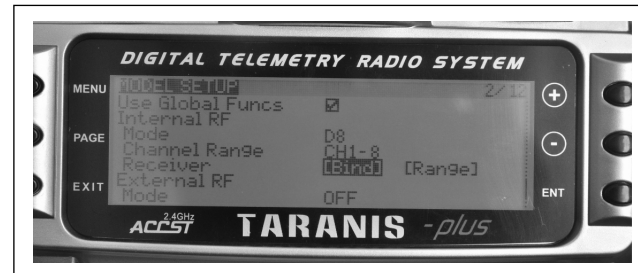 DIGITAL TELEMETRY RADIO SYSTEM
MENU
PAGE
EXIT
MODEL SETUP 2/12
Use Global Funcs
Internal RF
Mode D8
Channel Range CH1-8
Receiver [Bind] [Range]
External RF
Mode OFF
+
-
ENT
2.4GHz
ACCST TARANIS -plus